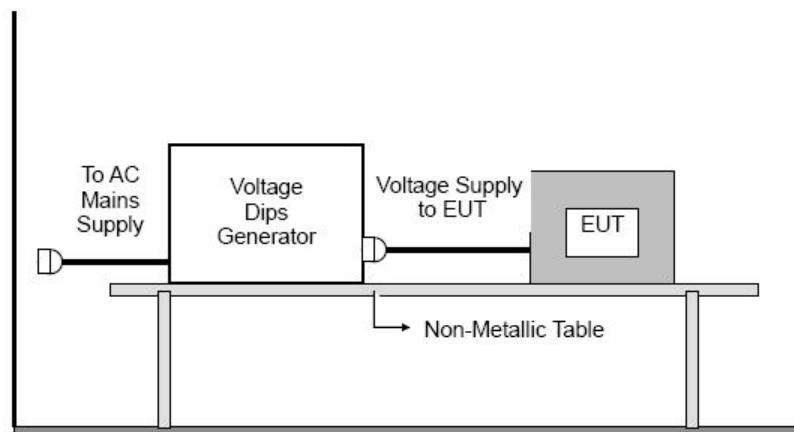 To AC
Mains
Supply
Voltage
Dips
Generator
Voltage Supply
to EUT
EUT
Non-Metallic Table